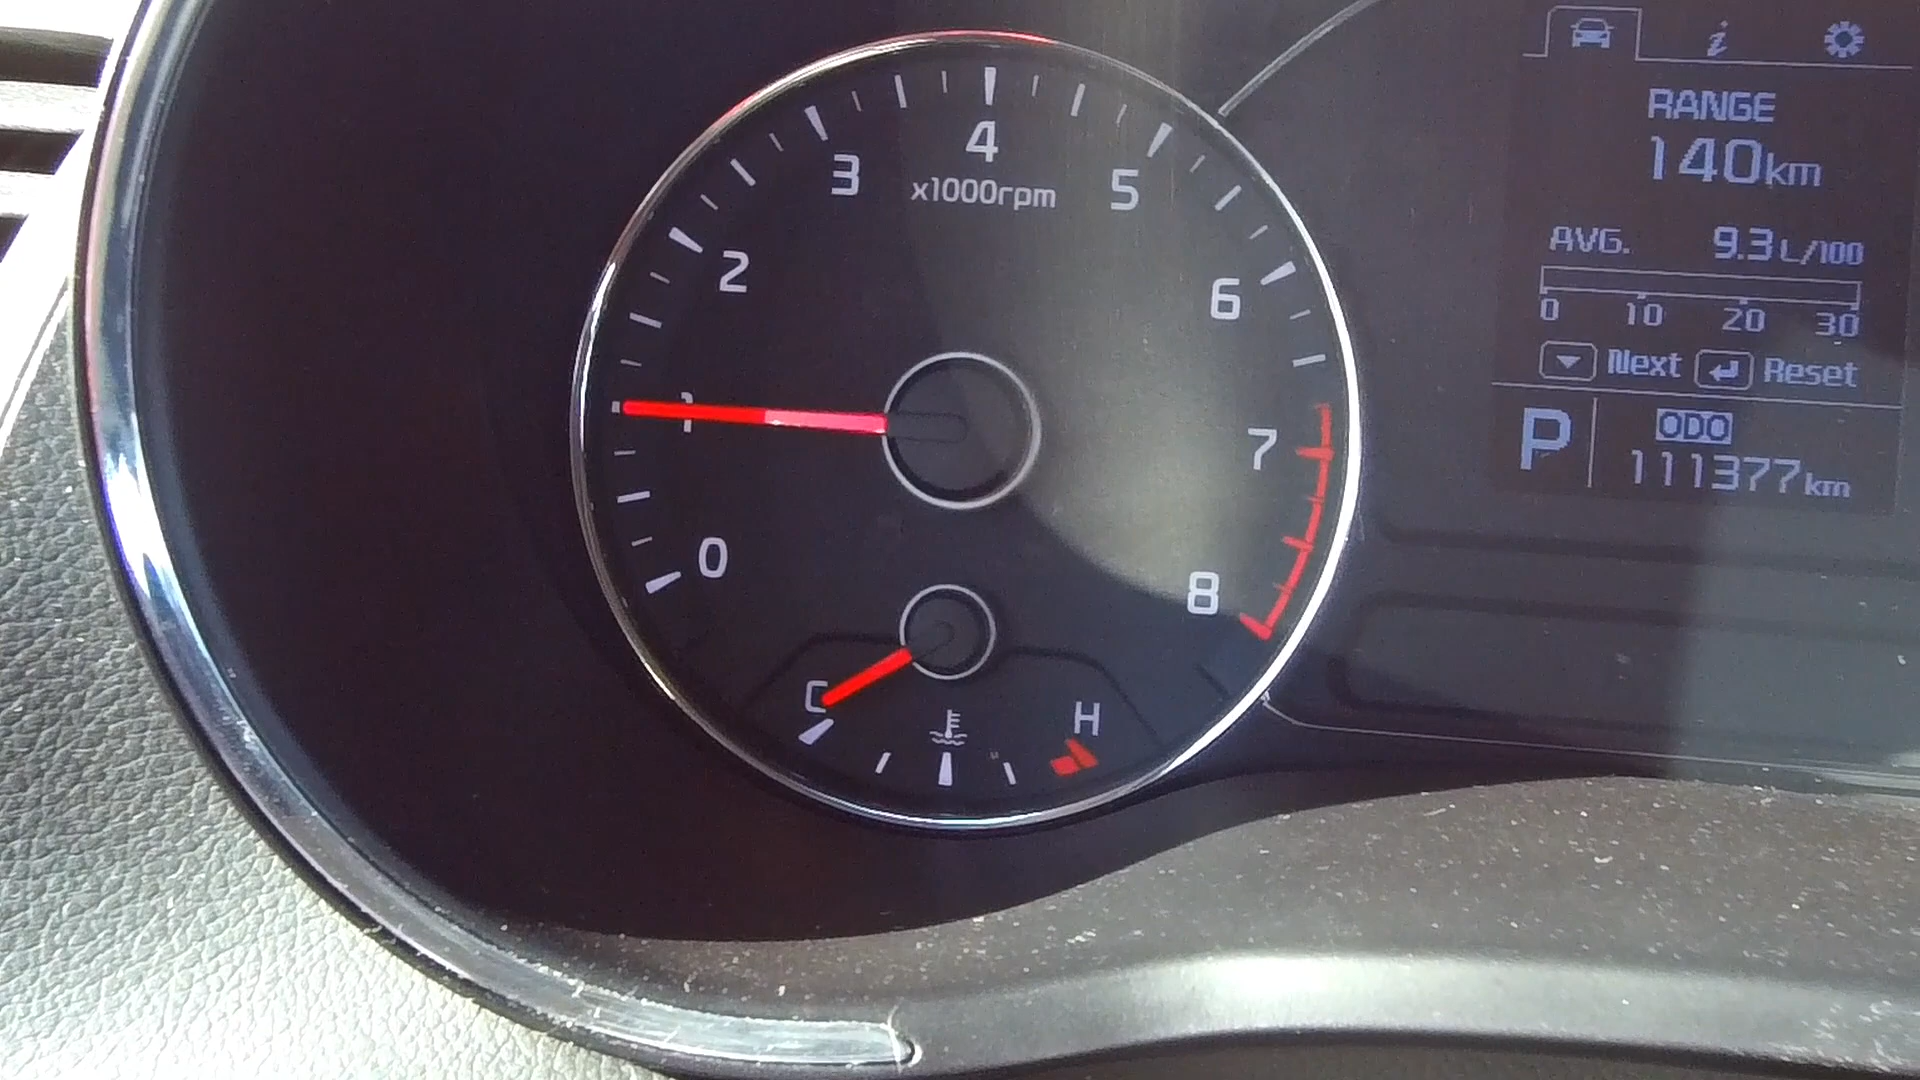 4
3
5
x1000rpm
2
6
1
7
0
8
C
H
i
RANGE
140km
AVG. 9.3L/100
0 10 20 30
Next Reset
P
ODO
111377km